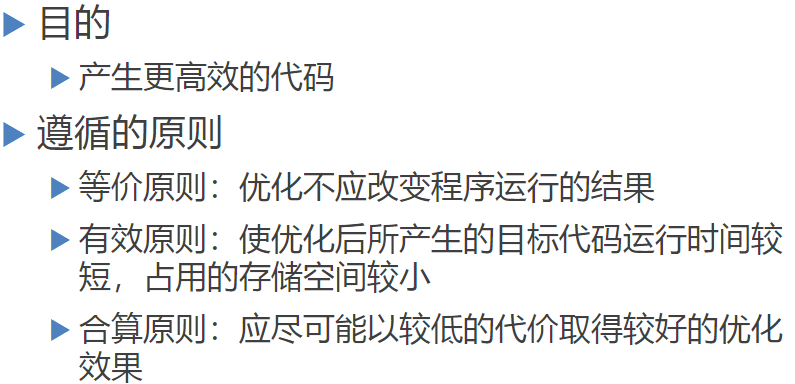 目的
产生更高效的代码
遵循的原则
等价原则：优化不应改变程序运行的结果
有效原则：使优化后所产生的目标代码运行时间较
短，占用的存储空间较小
合算原则：应尽可能以较低的代价取得较好的优化
效果